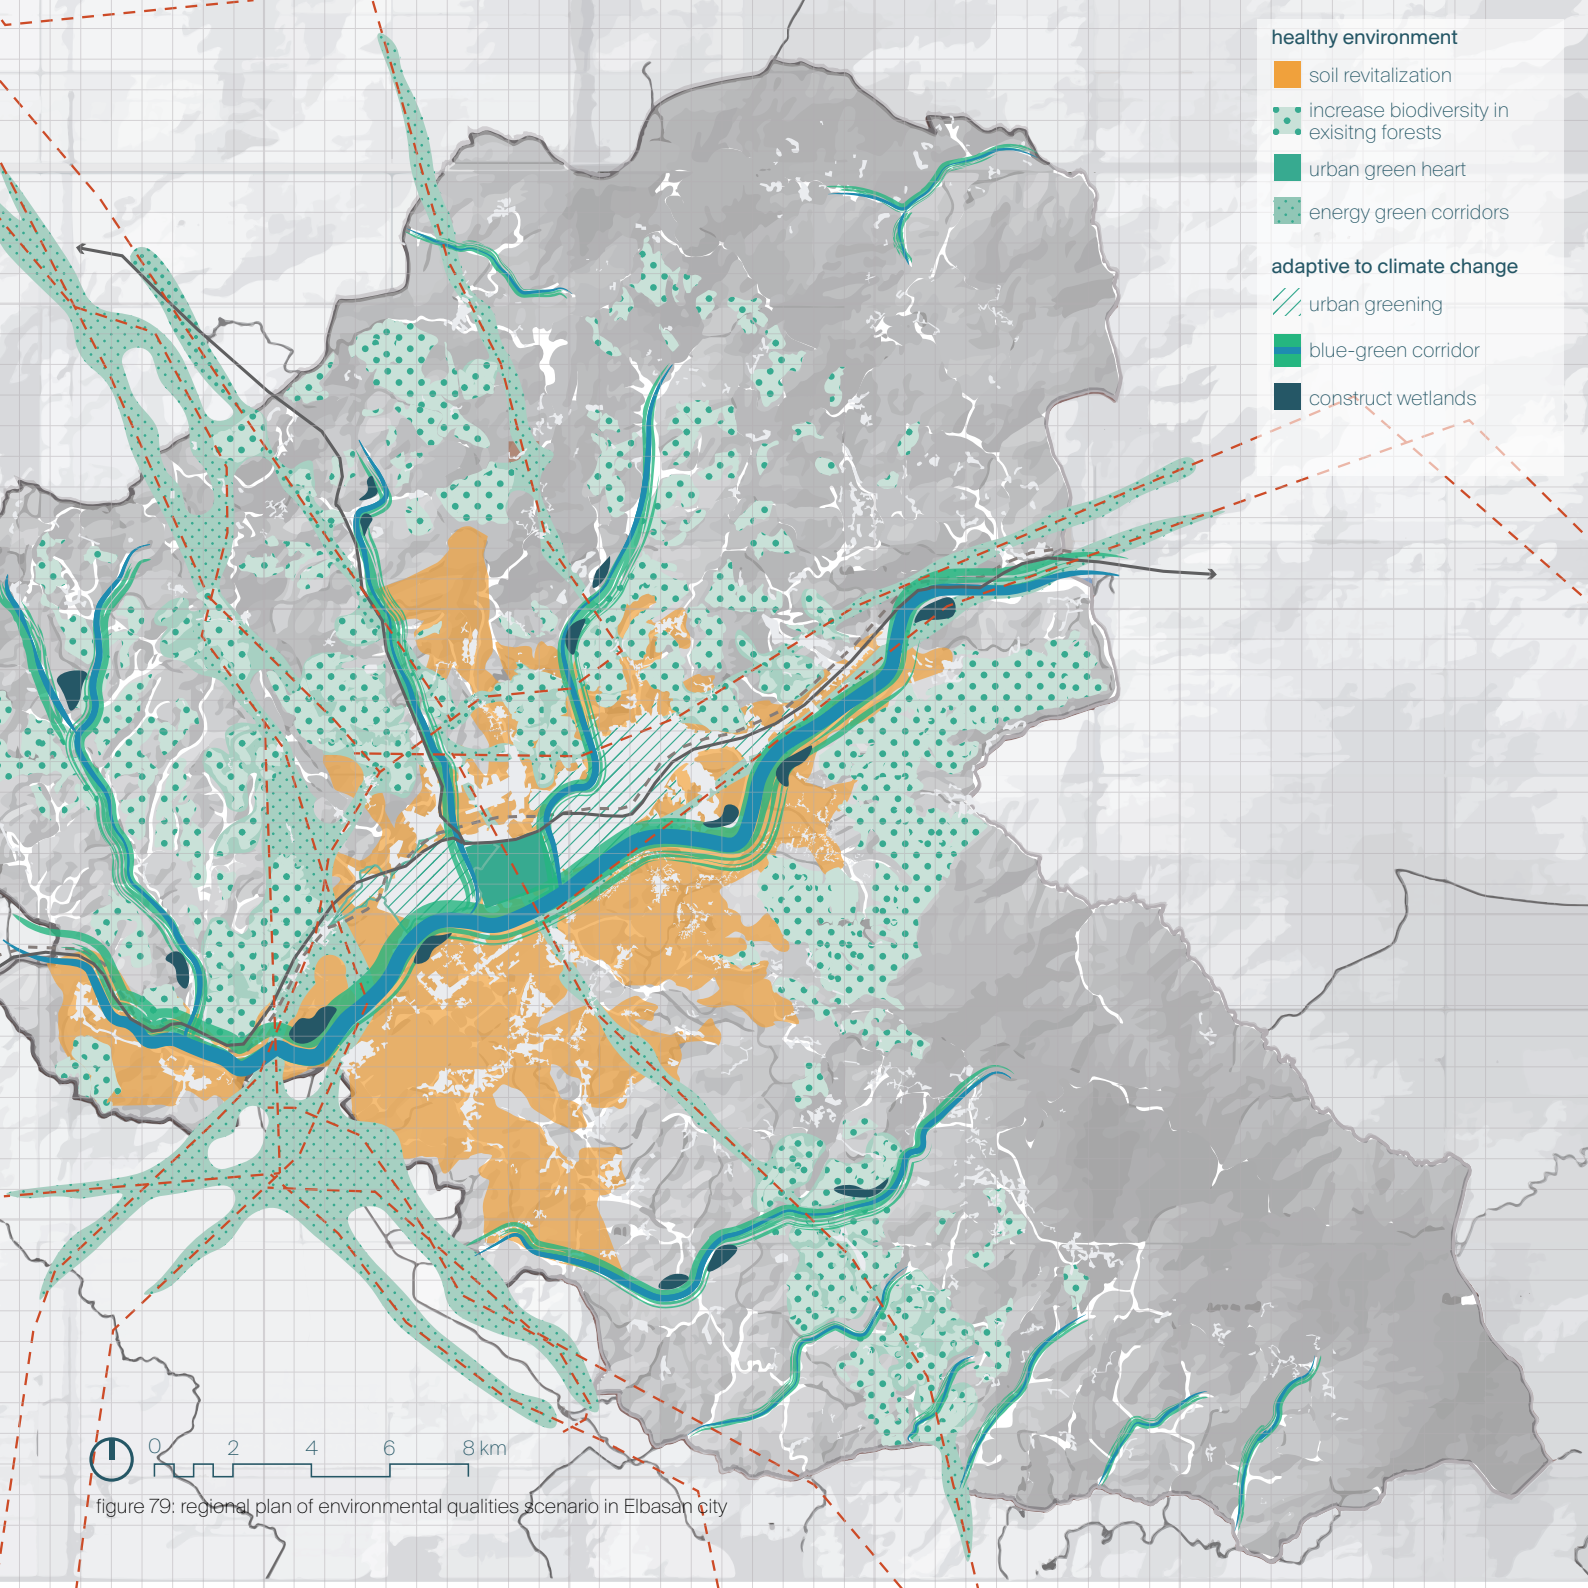 healthy environment
soil revitalization
increase biodiversity in
exisitng forests
urban green heart
energy green corridors
adaptive to climate change
urban greening
blue-green corridor
construct wetlands
0 2 4 6 8 km
figure 79: regional plan of environmental qualities scenario in Elbasan city